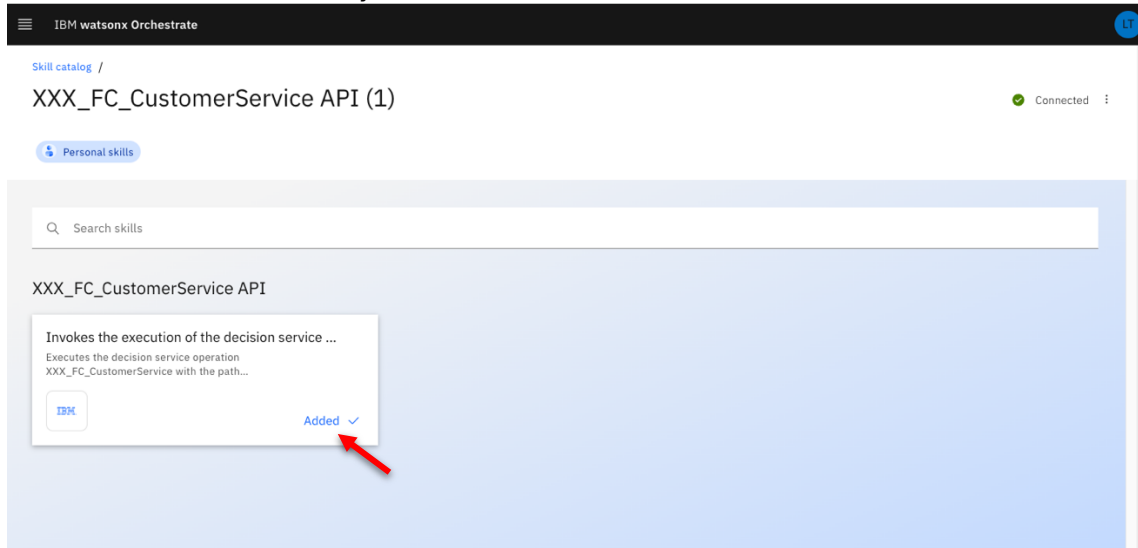 IBM watsonx Orchestrate
LT
Skill catalog /
XXX_FC_CustomerService API (1)
Connected
Personal skills
Search skills
XXX_FC_CustomerService API
Invokes the execution of the decision service ...
Executes the decision service operation
XXX_FC_CustomerService with the path...
IBM
Added